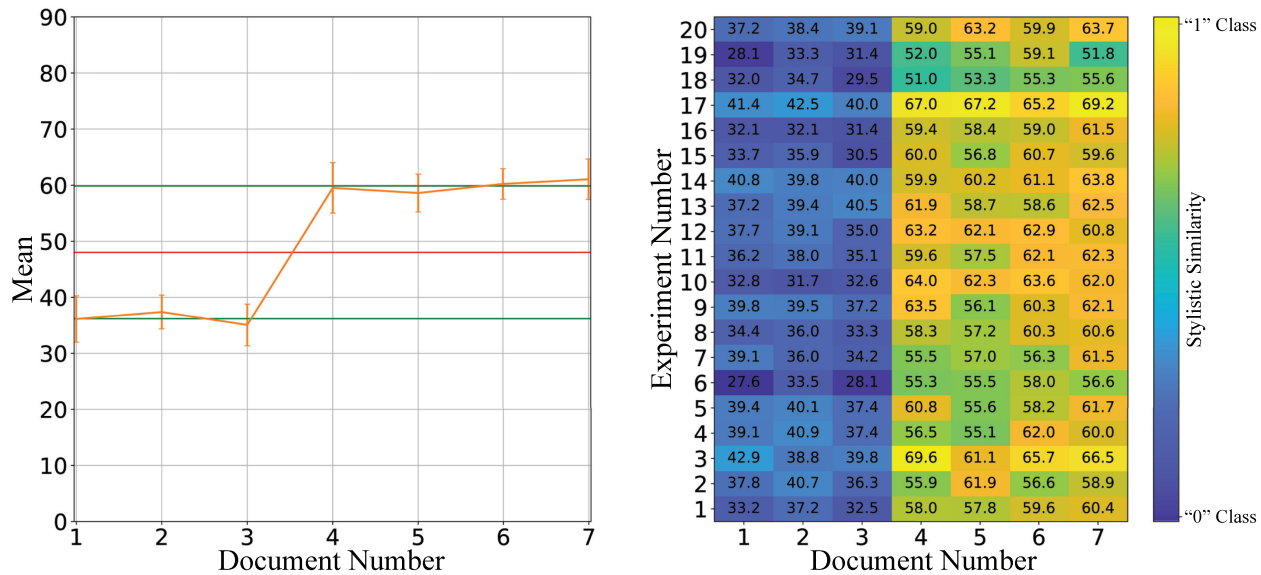 90
80
70
60
50
40
30
20
10
0
Mean
1 2 3 4 5 6 7
Document Number
Experiment Number
20 37.2 38.4 39.1 59.0 63.2 59.9 63.7
19 28.1 33.3 31.4 52.0 55.1 59.1 51.8
18 32.0 34.7 29.5 51.0 53.3 55.3 55.6
17 41.4 42.5 40.0 67.0 67.2 65.2 69.2
16 32.1 32.1 31.4 59.4 58.4 59.0 61.5
15 33.7 35.9 30.5 60.0 56.8 60.7 59.6
14 40.8 39.8 40.0 59.9 60.2 61.1 63.8
13 37.2 39.4 40.5 61.9 58.7 58.6 62.5
12 37.7 39.1 35.0 63.2 62.1 62.9 60.8
11 36.2 38.0 35.1 59.6 57.5 62.1 62.3
10 32.8 31.7 32.6 64.0 62.3 63.6 62.0
9 39.8 39.5 37.2 63.5 56.1 60.3 62.1
8 34.4 36.0 33.3 58.3 57.2 60.3 60.6
7 39.1 36.0 34.2 55.5 57.0 56.3 61.5
6 27.6 33.5 28.1 55.3 55.5 58.0 56.6
5 39.4 40.1 37.4 60.8 55.6 58.2 61.7
4 39.1 40.9 37.4 56.5 55.1 62.0 60.0
3 42.9 38.8 39.8 69.6 61.1 65.7 66.5
2 37.8 40.7 36.3 55.9 61.9 56.6 58.9
1 33.2 37.2 32.5 58.0 57.8 59.6 60.4
1 2 3 4 5 6 7
Document Number
“1” Class
Stylistic Similarity
“0” Class